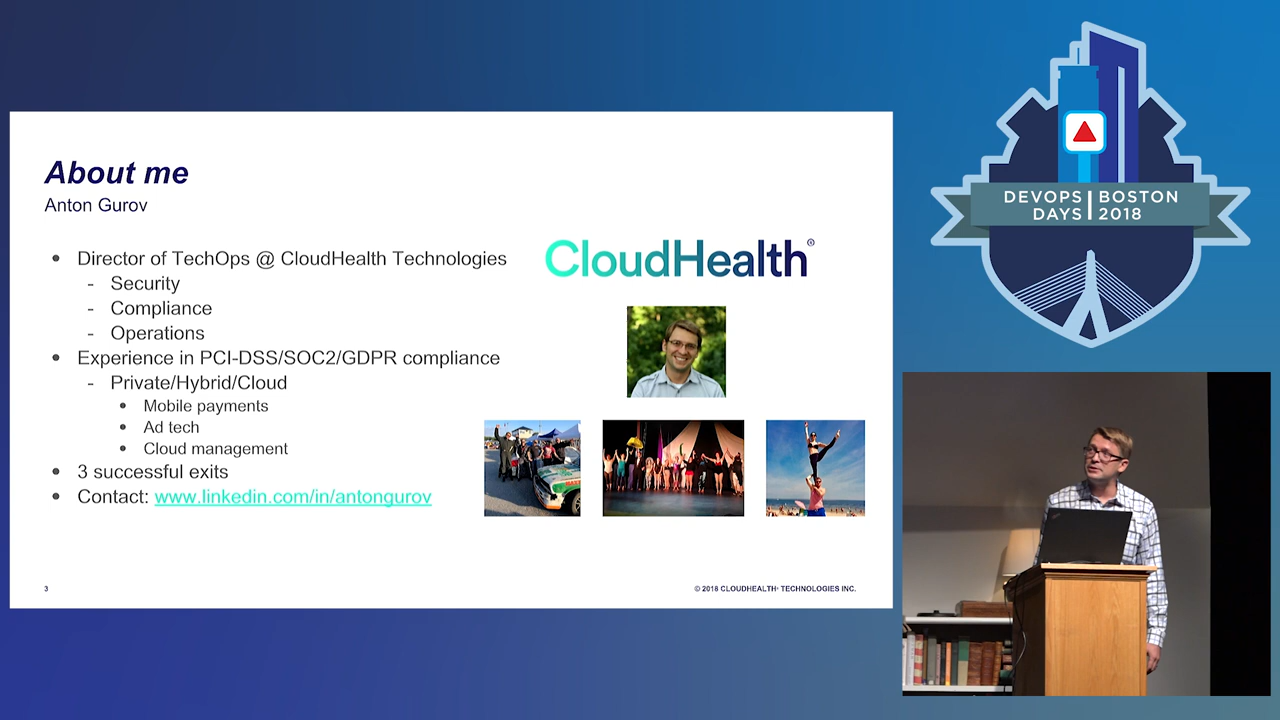 About me
Anton Gurov
• Director of TechOps @ CloudHealth Technologies
- Security
- Compliance
- Operations
• Experience in PCI-DSS/SOC2/GDPR compliance
- Private/Hybrid/Cloud
• Mobile payments
• Ad tech
• Cloud management
• 3 successful exits
• Contact: www.linkedin.com/in/antongurov
CloudHealth®
3
© 2018 CLOUDHEALTH® TECHNOLOGIES INC.
DEVOPS DAYS | BOSTON 2018